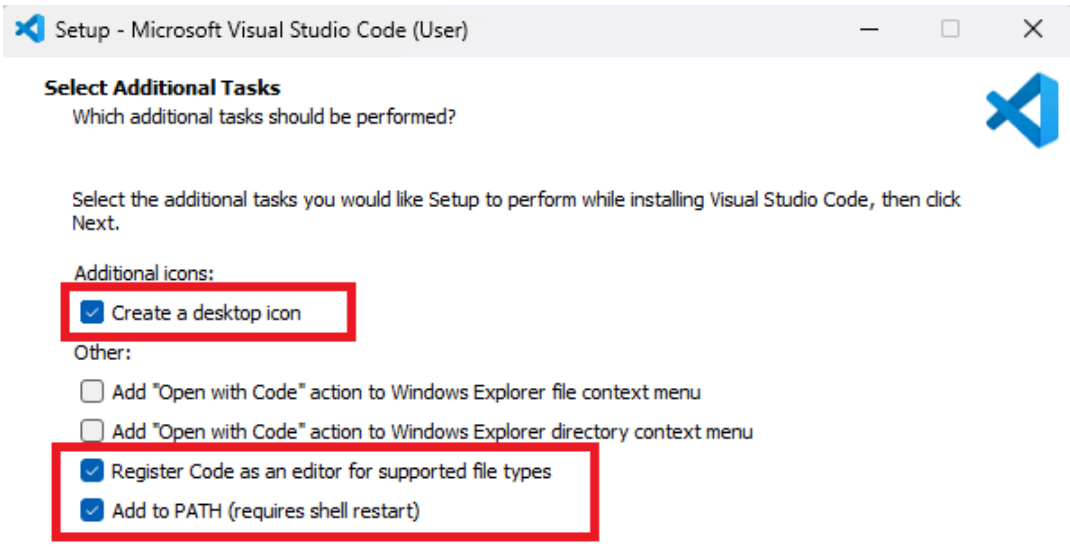 Setup - Microsoft Visual Studio Code (User)
Select Additional Tasks
Which additional tasks should be performed?
Select the additional tasks you would like Setup to perform while installing Visual Studio Code, then click
Next.
Additional icons:
Create a desktop icon
Other:
Add "Open with Code" action to Windows Explorer file context menu
Add "Open with Code" action to Windows Explorer directory context menu
Register Code as an editor for supported file types
Add to PATH (requires shell restart)